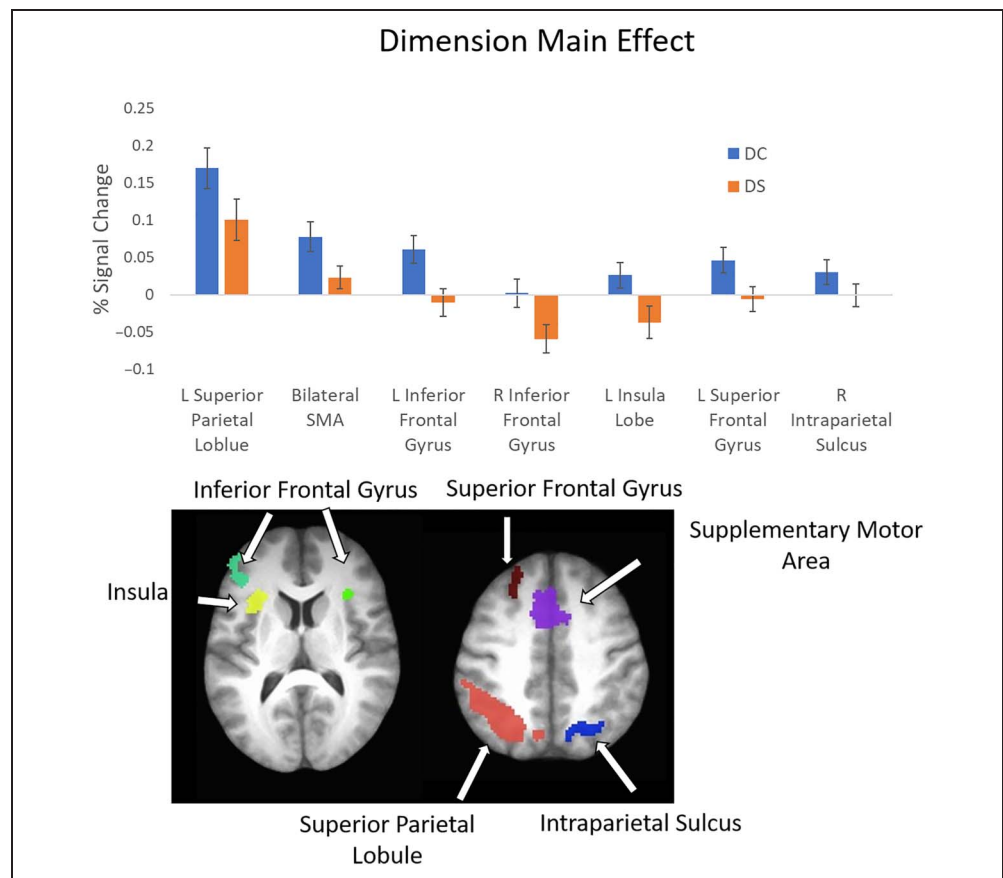 Dimension Main Effect
0.25
0.2
0.15
0.1
0.05
0
−0.05
−0.1
% Signal Change
DC
DS
L Superior
Parietal
Loblue
Bilateral
SMA
L Inferior
Frontal
Gyrus
R Inferior
Frontal
Gyrus
L Insula
Lobe
L Superior
Frontal
Gyrus
R
Intraparietal
Sulcus
Inferior Frontal Gyrus
Superior Frontal Gyrus
Supplementary Motor
Area
Insula
Superior Parietal
Lobule
Intraparietal Sulcus